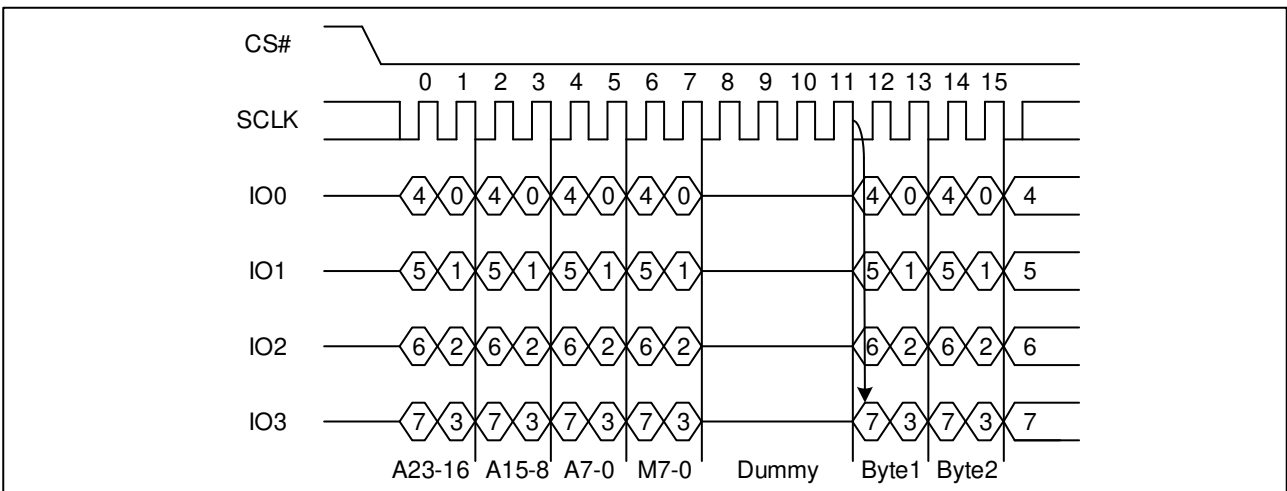 CS#
0 1 2 3 4 5 6 7 8 9 10 11 12 13 14 15
SCLK
IO0 4 0 4 0 4 0 4 0 4 0 4 0 4
IO1 5 1 5 1 5 1 5 1 5 1 5 1 5
IO2 6 2 6 2 6 2 6 2 6 2 6 2 6
IO3 7 3 7 3 7 3 7 3 7 3 7 3 7
A23-16 A15-8 A7-0 M7-0 Dummy Byte1 Byte2